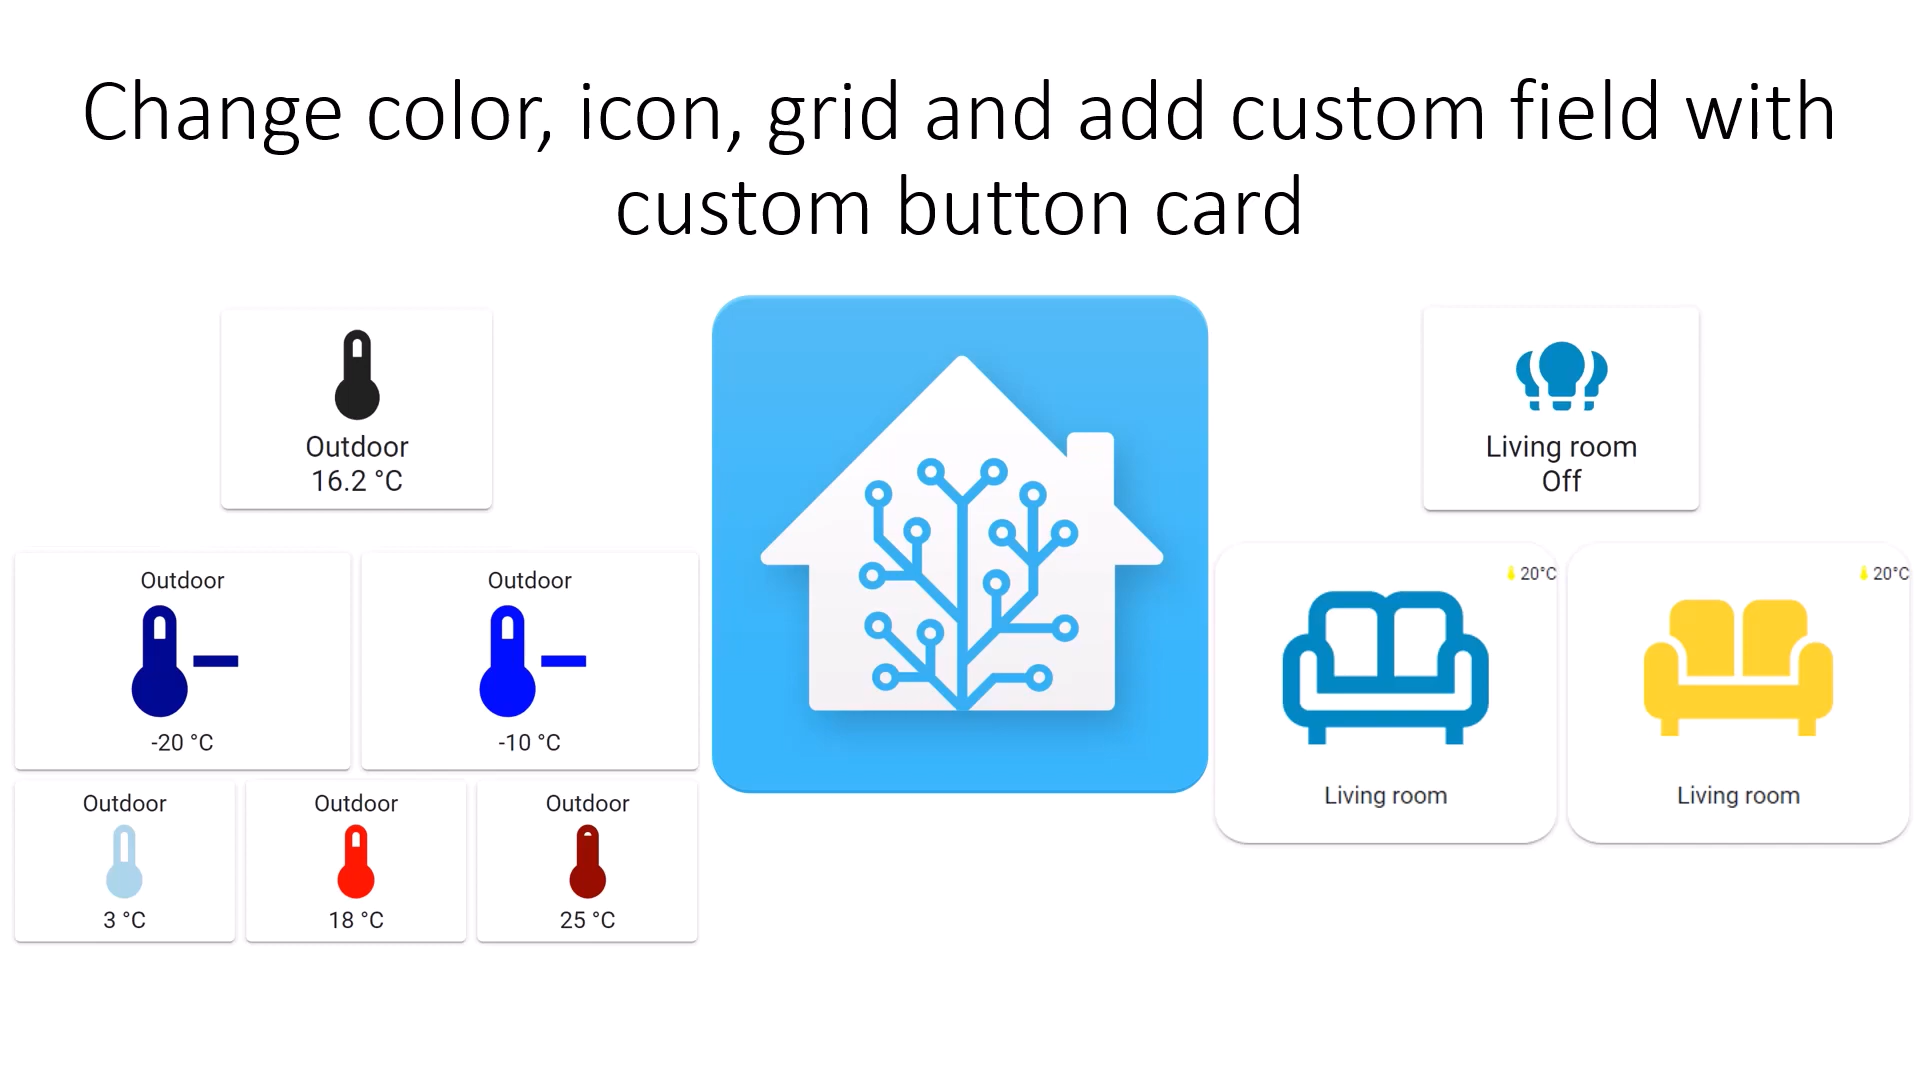 Change color, icon, grid and add custom field with
custom button card
Outdoor
16.2 °C
Outdoor
-20 °C
Outdoor
-10 °C
Outdoor
3 °C
Outdoor
18 °C
Outdoor
25 °C
Living room
Off
20°C
Living room
20°C
Living room